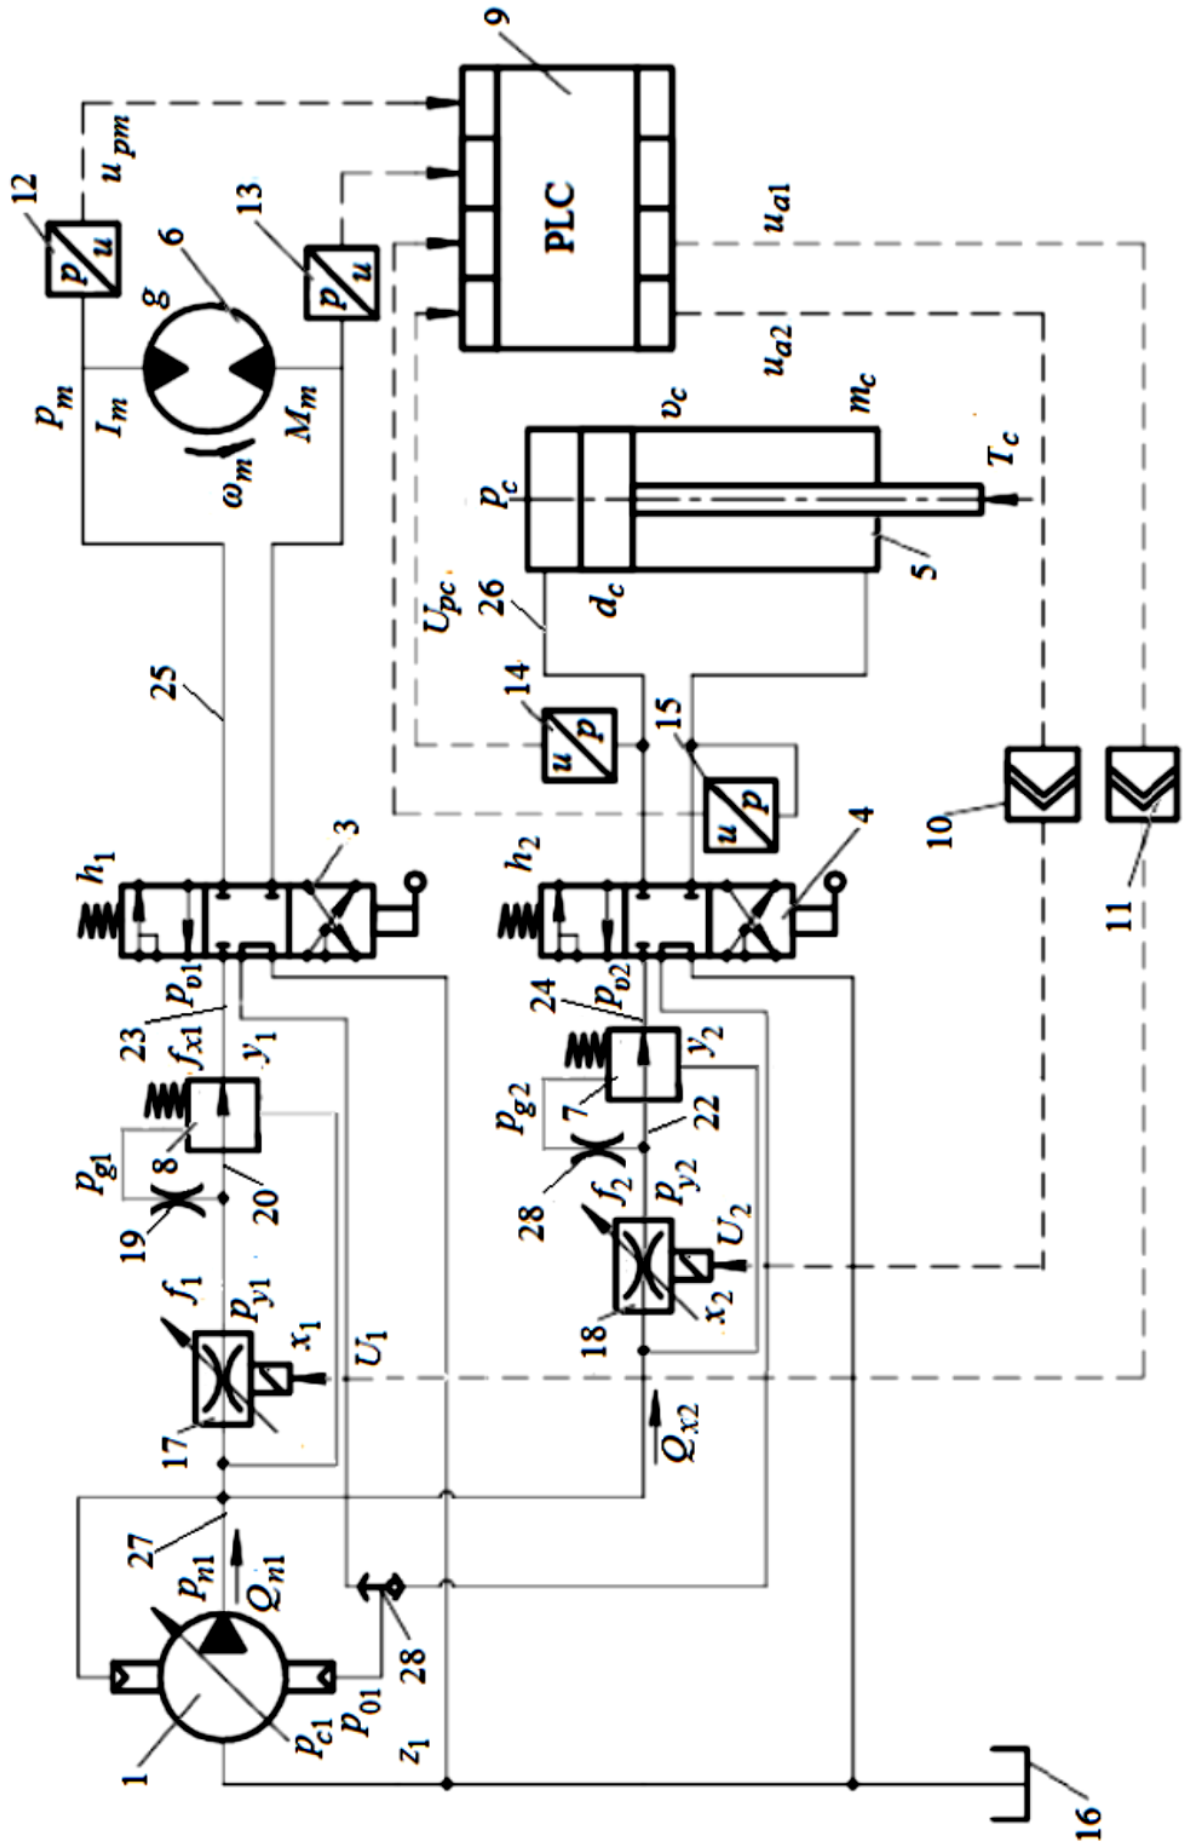 12
p_m
I_m
u_pm
g
6
ω_m
13
M_m
25
9
PLC
h_1
3
p_υ1
23
f_x1
y_1
p_g1
8
20
19
f_1
p_y1
x_1
U_1
17
27
p_n1
Q_n1
1
p_c1
p_01
z_1
28
16
p u
p u
U_pc
26
p_c
d_c
υ_c
m_c
T_c
5
u_a1
u_a2
14
u p
15
u p
h_2
4
24
p_υ2
y_2
p_g2
7
22
28
f_2
p_y2
U_2
x_2
18
Q_x2
10
11